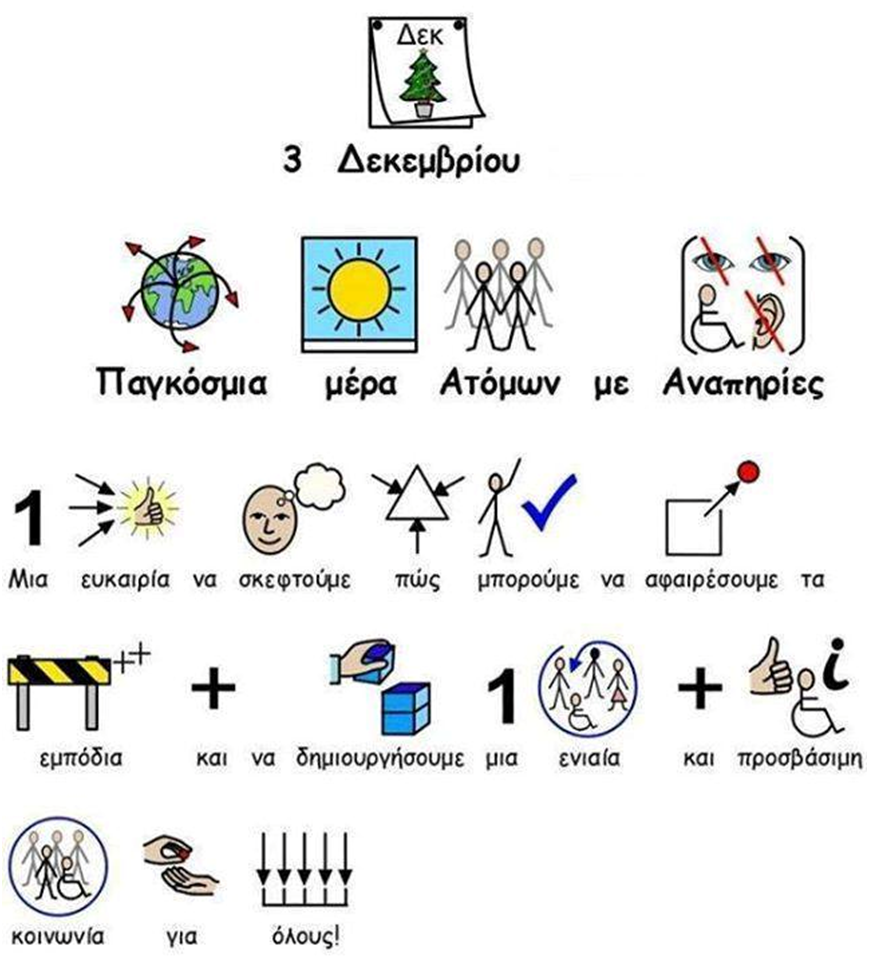 Δεκ
3 Δεκεμβρίου
Παγκόσμια μέρα Ατόμων με Αναπηρίες
1
Μια ευκαιρία να σκεφτούμε πώς μπορούμε να αφαιρέσουμε τα
++ + 1 + i
εμπόδια και να δημιουργήσουμε μια ενιαία και προσβάσιμη
κοινωνία για όλους!